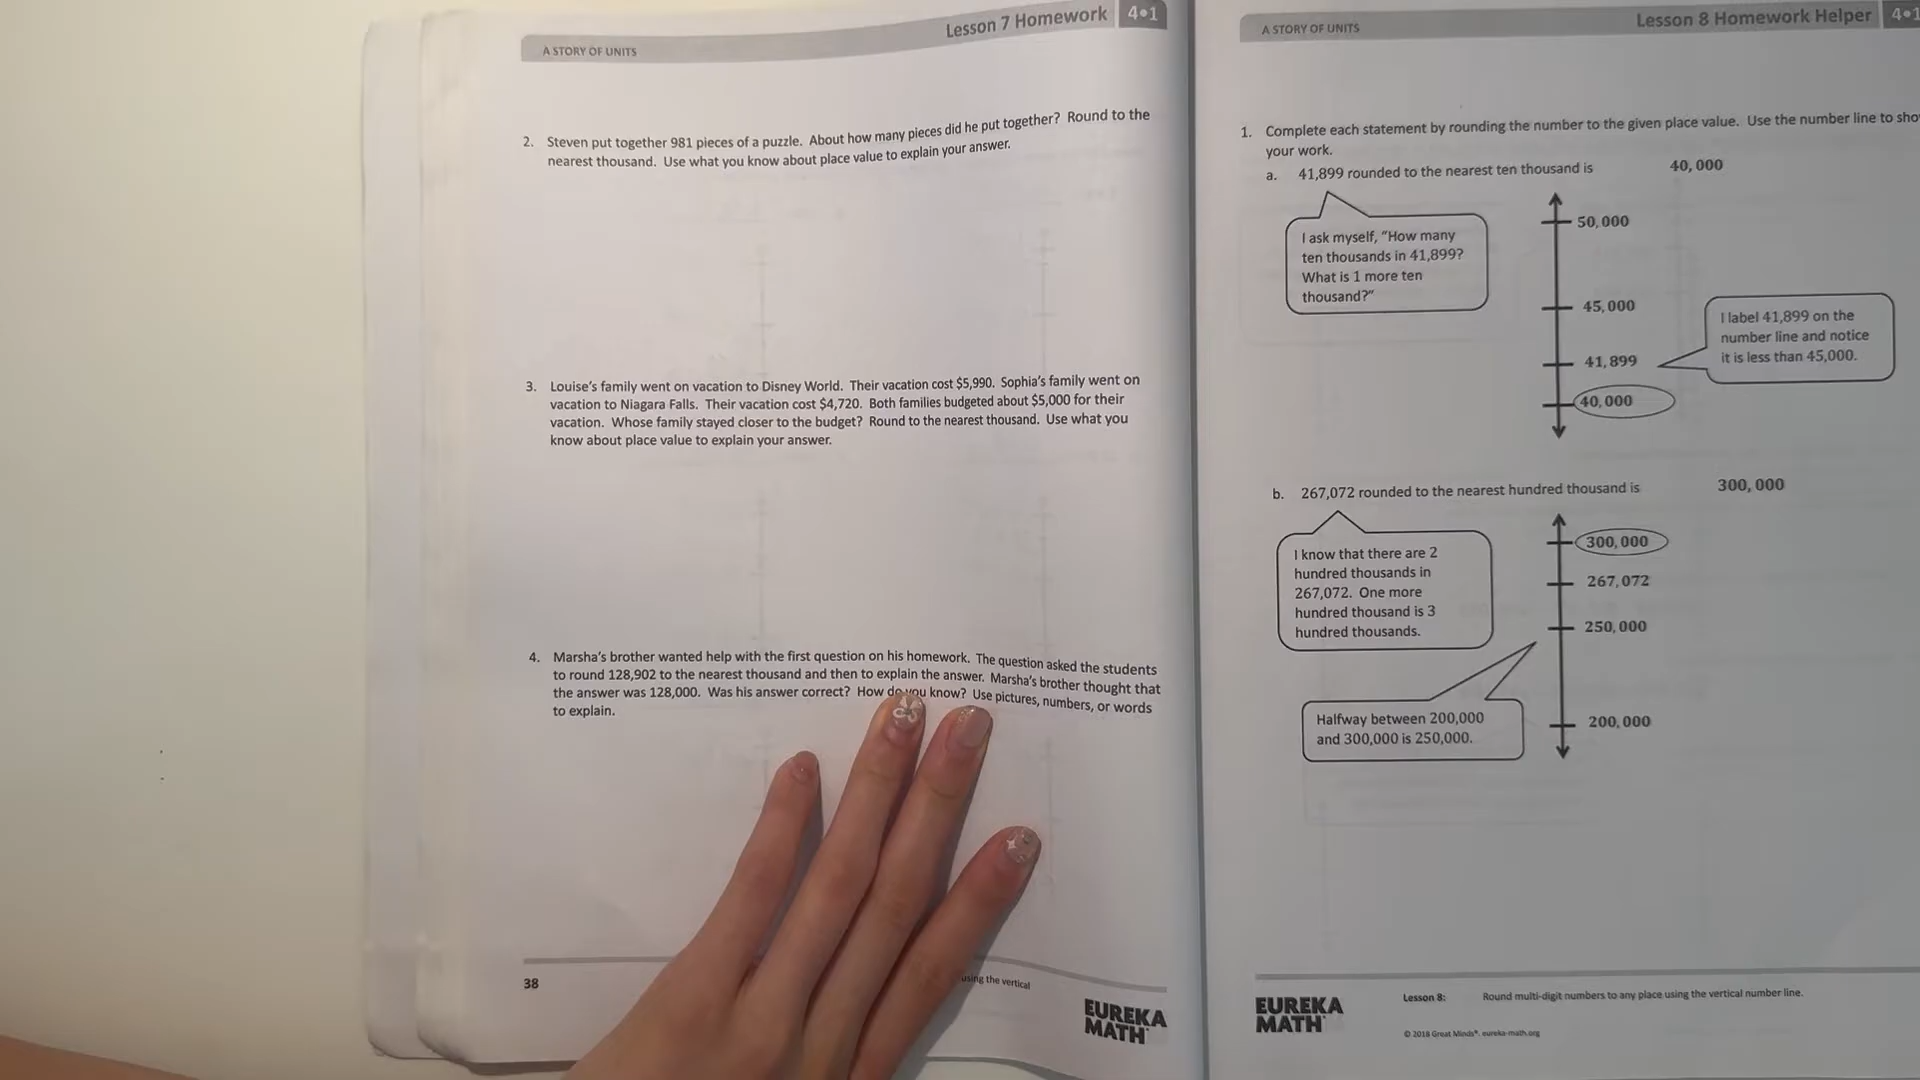 A STORY OF UNITS
Lesson 7 Homework 4•1
2. Steven put together 981 pieces of a puzzle. About how many pieces did he put together? Round to the
nearest thousand. Use what you know about place value to explain your answer.
3. Louise's family went on vacation to Disney World. Their vacation cost $5,990. Sophia's family went on
vacation to Niagara Falls. Their vacation cost $4,720. Both families budgeted about $5,000 for their
vacation. Whose family stayed closer to the budget? Round to the nearest thousand. Use what you
know about place value to explain your answer.
4. Marsha's brother wanted help with the first question on his homework. The question asked the students
to round 128,902 to the nearest thousand and then to explain the answer. Marsha's brother thought that
the answer was 128,000. Was his answer correct? How do you know? Use pictures, numbers, or words
to explain.
38
using the vertical
EUREKA
MATH
A STORY OF UNITS
Lesson 8 Homework Helper 4•1
1. Complete each statement by rounding the number to the given place value. Use the number line to sho
your work.
a. 41,899 rounded to the nearest ten thousand is 40,000
I ask myself, "How many
ten thousands in 41,899?
What is 1 more ten
thousand?"
50,000
45,000
41,899
40,000
I label 41,899 on the
number line and notice
it is less than 45,000.
b. 267,072 rounded to the nearest hundred thousand is 300,000
I know that there are 2
hundred thousands in
267,072. One more
hundred thousand is 3
hundred thousands.
300,000
267,072
250,000
200,000
Halfway between 200,000
and 300,000 is 250,000.
EUREKA
MATH
Lesson 8: Round multi-digit numbers to any place using the vertical number line.
© 2018 Great Minds®. eureka-math.org